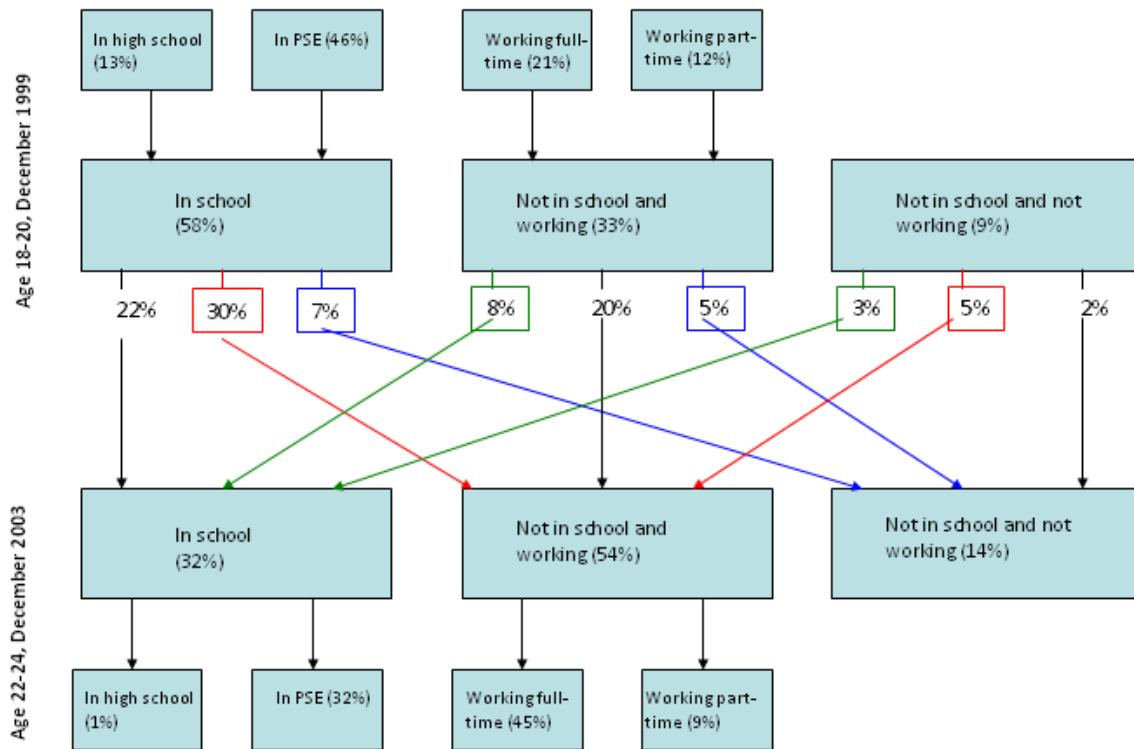 Age 18-20, December 1999
In high school
(13%)
In PSE (46%)
Working full-
time (21%)
Working part-
time (12%)
In school
(58%)
Not in school and
working (33%)
Not in school and not
working (9%)
22%
30%
7%
8%
20%
5%
3%
5%
2%
Age 22-24, December 2003
In school
(32%)
Not in school and
working (54%)
Not in school and not
working (14%)
In high school
(1%)
In PSE (32%)
Working full-
time (45%)
Working part-
time (9%)